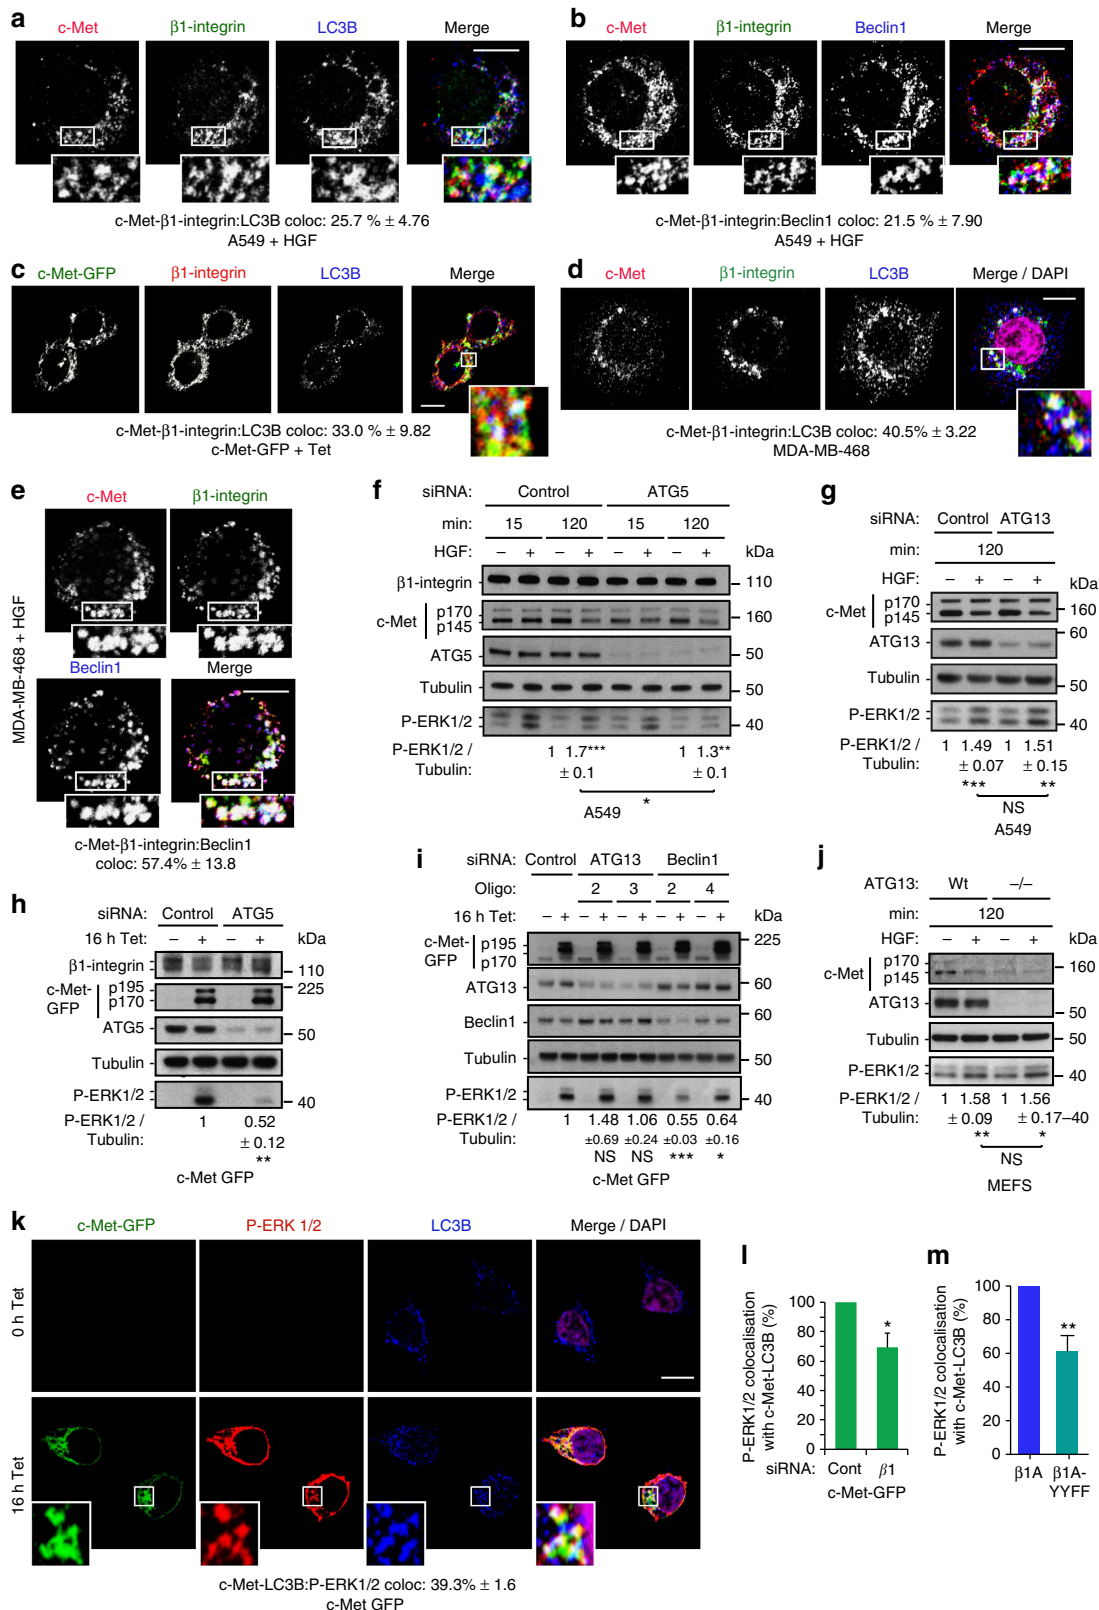 a
c-Met β1-integrin LC3B Merge
c-Met-β1-integrin:LC3B coloc: 25.7 % ± 4.76
A549 + HGF
b
c-Met β1-integrin Beclin1 Merge
c-Met-β1-integrin:Beclin1 coloc: 21.5 % ± 7.90
A549 + HGF
c
c-Met-GFP β1-integrin LC3B Merge
c-Met-β1-integrin:LC3B coloc: 33.0 % ± 9.82
c-Met-GFP + Tet
d
c-Met β1-integrin LC3B Merge / DAPI
c-Met-β1-integrin:LC3B coloc: 40.5% ± 3.22
MDA-MB-468
e
MDA-MB-468 + HGF
c-Met β1-integrin
Beclin1 Merge
c-Met-β1-integrin:Beclin1
coloc: 57.4% ± 13.8
f
siRNA: Control ATG5
min: 15 120 15 120
HGF: – + – + – + – + kDa
β1-integrin 110
c-Met p170 160
p145
ATG5 50
Tubulin 50
P-ERK1/2 40
P-ERK1/2 / 1 1.7*** 1 1.3**
Tubulin: ± 0.1 ± 0.1
*
A549
g
siRNA: Control ATG13
min: 120
HGF: – + – + kDa
c-Met p170 160
p145
60
ATG13
Tubulin 50
P-ERK1/2 40
P-ERK1/2 / 1 1.49 1 1.51
Tubulin: ± 0.07 ± 0.15
*** **
NS
A549
h
siRNA: Control ATG5
16 h Tet: – + – + kDa
β1-integrin 110
c-Met-GFP p195 225
p170
ATG5 50
Tubulin
P-ERK1/2 40
P-ERK1/2 / 1 0.52
Tubulin: ± 0.12
**
c-Met GFP
i
siRNA: Control ATG13 Beclin1
Oligo: 2 3 2 4
16 h Tet: – + – + – + – + – + kDa
c-Met-GFP p195 225
p170
ATG13 60
Beclin1 60
Tubulin 50
P-ERK1/2 40
P-ERK1/2 / 1 1.48 1.06 0.55 0.64
Tubulin: ±0.69 ±0.24 ±0.03 ±0.16
NS NS *** *
c-Met GFP
j
ATG13: Wt –/–
min: 120
HGF: – + – + kDa
c-Met p170 160
p145
ATG13 50
Tubulin 50
P-ERK1/2 40
P-ERK1/2 / 1 1.58 1 1.56
Tubulin: ± 0.09 ± 0.17–40
** *
NS
MEFS
k
c-Met-GFP P-ERK 1/2 LC3B Merge / DAPI
0 h Tet
16 h Tet
c-Met-LC3B:P-ERK1/2 coloc: 39.3% ± 1.6
c-Met GFP
l
P-ERK1/2 colocalisation
with c-Met-LC3B (%)
100
80
60
40
20
0
*
siRNA: Cont β1
c-Met-GFP
m
P-ERK1/2 colocalisation
with c-Met-LC3B (%)
100
80
60
40
20
0
**
β1A β1A-
YYFF